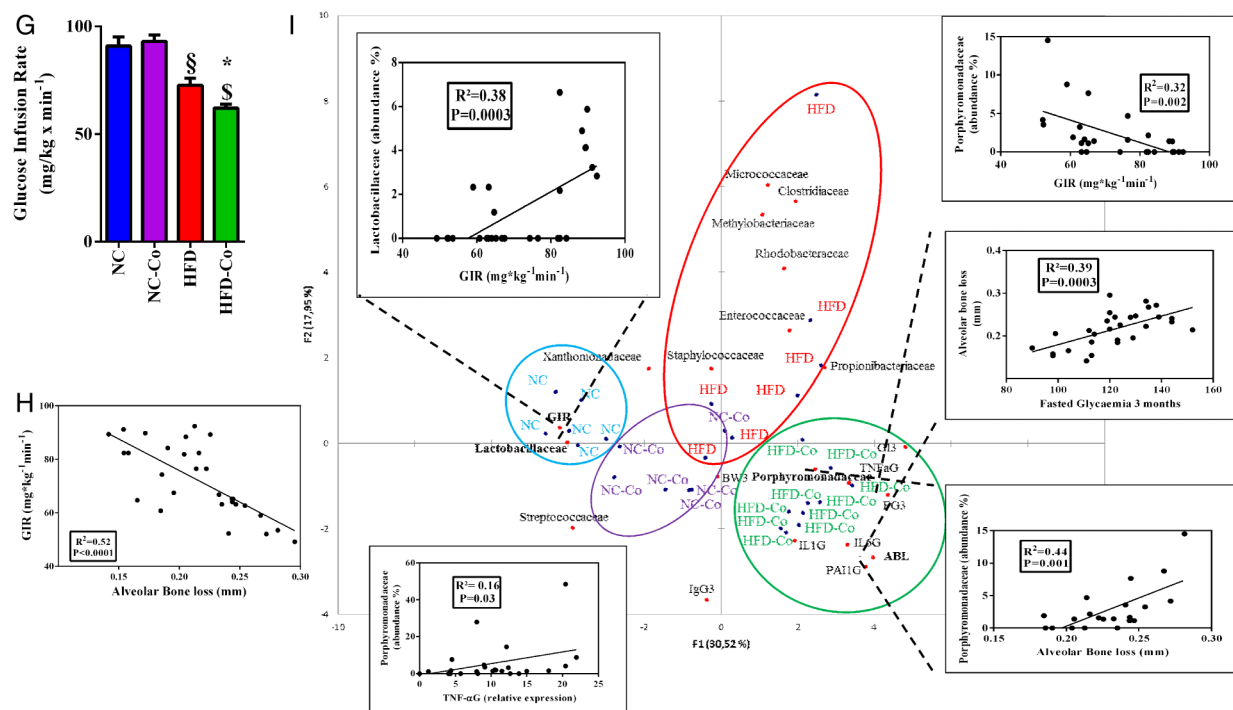 G
Glucose Infusion Rate
(mg/kg x min⁻¹)
100
50
0
§
*
$
NC
NC-Co
HFD
HFD-Co
H
GIR (mg*kg⁻¹min⁻¹)
100
90
80
70
60
50
40
R²=0.52
P<0.0001
0.15 0.20 0.25 0.30
Alveolar Bone loss (mm)
I
F2 (17,95 %)
10
8
6
4
2
0
-2
-4
-10 -6 -2 2 4
F1 (30,52 %)
Lactobacillaceae (abundance %)
8
6
4
2
0
R²=0.38
P=0.0003
40 60 80 100
GIR (mg*kg⁻¹min⁻¹)
Porphyromonadaceae
(abundance %)
15
10
5
0
R²=0.32
P=0.002
40 60 80 100
GIR (mg*kg⁻¹min⁻¹)
Alveolar bone loss
(mm)
0.4
0.3
0.2
R²=0.39
P=0.0003
80 100 120 140 160
Fasted Glycaemia 3 months
Porphyromonadaceae (abundance %)
15
10
5
0
R²=0.44
P=0.001
0.15 0.20 0.25 0.30
Alveolar Bone loss (mm)
Porphyromonadaceae
(abundance %)
60
40
20
0
R²= 0.16
P=0.03
0 5 10 15 20 25
TNF-αG (relative expression)
HFD
Micrococcaceae
Clostridiaceae
Methylobacteriaceae
Rhodobacteraceae
HFD
Enterococcaceae
Xanthomonadaceae
Staphylococcaceae
HFD
Propionibacteriaceae
NC
NC
HFD
HFD
GIR
NC-Co
NC
NC
NC
HFD
Lactobacillaceae
NC
NC-Co
HFD
HFD-Co
GI3
HFD-Co
TNFaG
Porphyromonadaceae
BW3
NC-Co
HFD-Co
NC-Co
NC-Co
HFD-Co
HFD-Co
FG3
NC-Co
HFD-Co
HFD-Co
HFD-Co
HFD-Co
Streptococcaceae
HFD-Co
IL1G
IL6G
ABL
PAI1G
IgG3